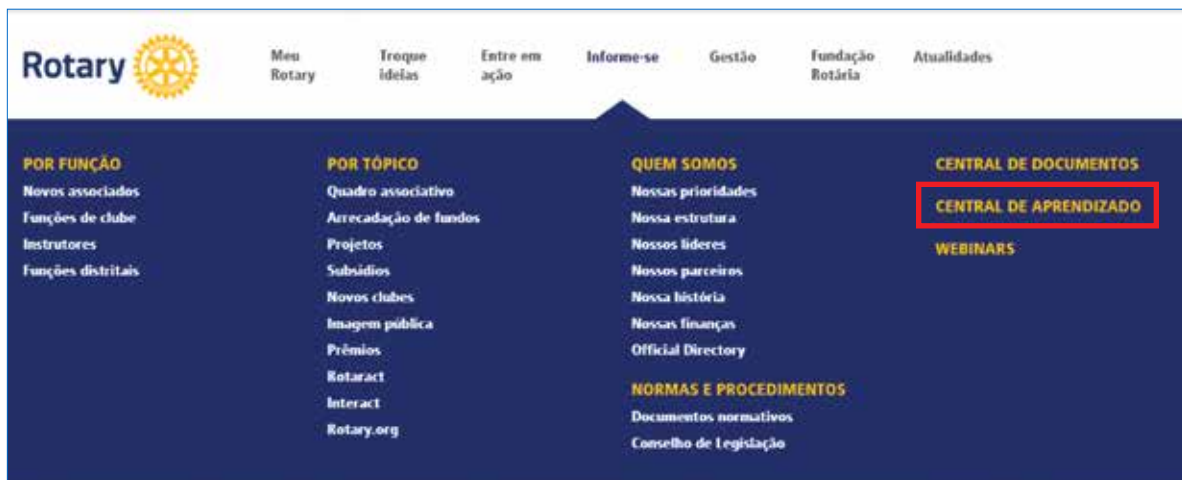 Rotary
Meu
Rotary
Troque
ideias
Entre em
ação
Informe-se
Gestão
Fundação
Rotária
Atualidades
POR FUNÇÃO
Novos associados
Funções de clube
Instrutores
Funções distritais
POR TÓPICO
Quadro associativo
Arrecadação de fundos
Projetos
Subsídios
Novos clubes
Imagem pública
Prêmios
Rotaract
Interact
Rotary.org
QUEM SOMOS
Nossas prioridades
Nossa estrutura
Nossos líderes
Nossos parceiros
Nossa história
Nossas finanças
Official Directory
NORMAS E PROCEDIMENTOS
Documentos normativos
Conselho de Legislação
CENTRAL DE DOCUMENTOS
CENTRAL DE APRENDIZADO
WEBINARS